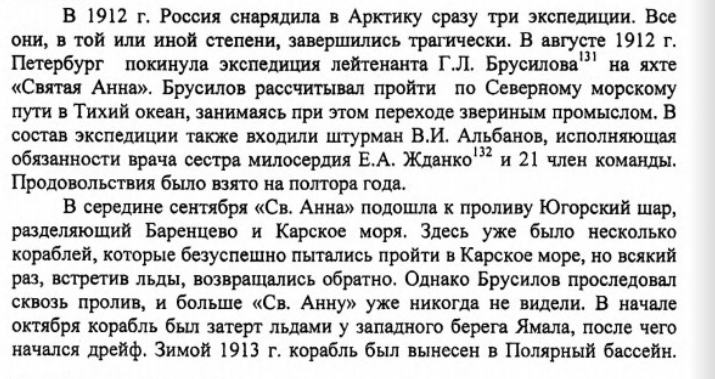 В 1912 г. Россия снарядила в Арктику сразу три экспедиции. Все
они, в той или иной степени, завершились трагически. В августе 1912 г.
Петербург покинула экспедиция лейтенанта Г.Л. Брусилова131 на яхте
«Святая Анна». Брусилов рассчитывал пройти по Северному морскому
пути в Тихий океан, занимаясь при этом переходе звериным промыслом. В
состав экспедиции также входили штурман В.И. Альбанов, исполняющая
обязанности врача сестра милосердия Е.А. Жданко132 и 21 член команды.
Продовольствия было взято на полтора года.
В середине сентября «Св. Анна» подошла к проливу Югорский шар,
разделяющий Баренцево и Карское моря. Здесь уже было несколько
кораблей, которые безуспешно пытались пройти в Карское море, но всякий
раз, встретив льды, возвращались обратно. Однако Брусилов проследовал
сквозь пролив, и больше «Св. Анну» уже никогда не видели. В начале
октября корабль был затерт льдами у западного берега Ямала, после чего
начался дрейф. Зимой 1913 г. корабль был вынесен в Полярный бассейн.